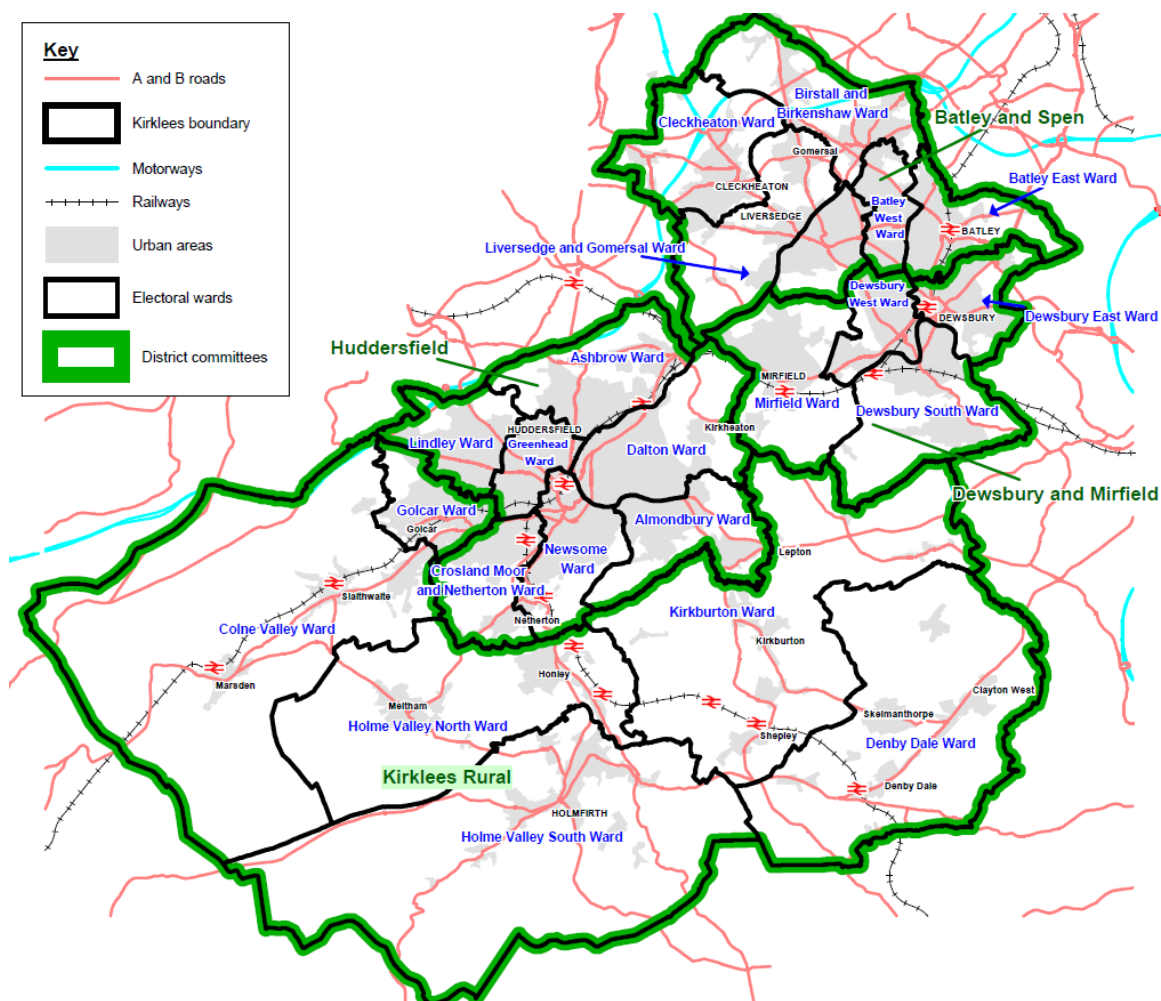 Key
A and B roads
Kirklees boundary
Motorways
Railways
Urban areas
Electoral wards
District committees
Birstall and
Birkenshaw Ward
Cleckheaton Ward
Batley and Spen
Gomersal
Batley East Ward
CLECKHEATON
LIVERSEDGE
Batley
West
Ward
BATLEY
Liversedge and Gomersal Ward
Dewsbury
West Ward
DEWSBURY
Dewsbury East Ward
Huddersfield
Ashbrow Ward
MIRFIELD
Mirfield Ward
Dewsbury South Ward
Kirkheaton
HUDDERSFIELD
Lindley Ward
Greenhead
Ward
Dalton Ward
Dewsbury and Mirfield
Golcar Ward
Golcar
Almondbury Ward
Newsome
Ward
Lepton
Crosland Moor
and Netherton Ward
Slaithwaite
Netherton
Kirkburton Ward
Colne Valley Ward
Kirkburton
Marsden
Honley
Clayton West
Meltham
Skelmanthorpe
Holme Valley North Ward
Shepley
Denby Dale Ward
Kirklees Rural
Denby Dale
HOLMFIRTH
Holme Valley South Ward